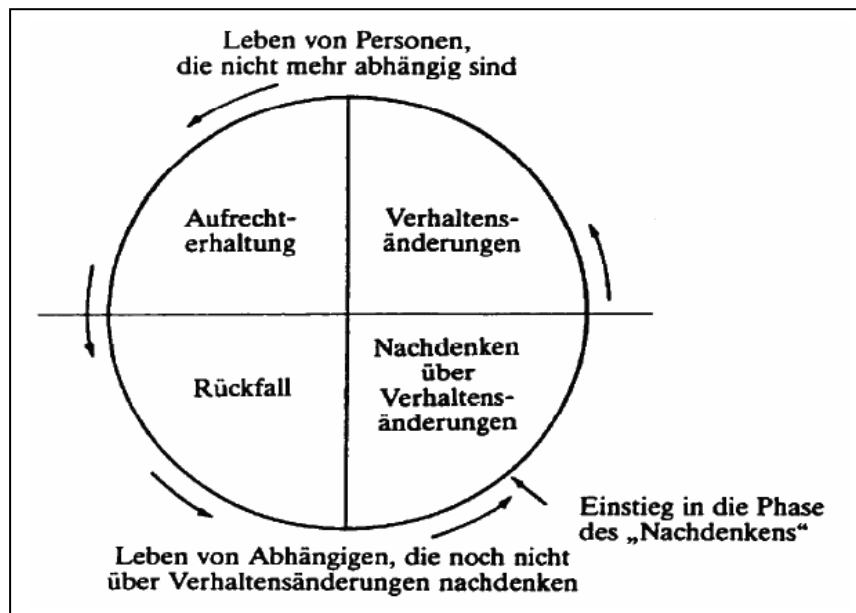 Leben von Personen,
die nicht mehr abhängig sind
Aufrecht-
erhaltung
Verhaltens-
änderungen
Rückfall
Nachdenken
über
Verhaltens-
änderungen
Einstieg in die Phase
des „Nachdenkens“
Leben von Abhängigen, die noch nicht
über Verhaltensänderungen nachdenken